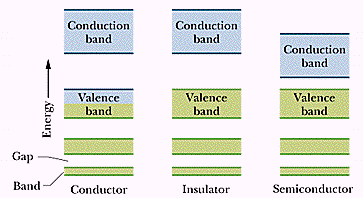 Conduction
band
Conduction
band
Conduction
band
Energy
Valence
band
Valence
band
Valence
band
Gap
Band
Conductor
Insulator
Semiconductor